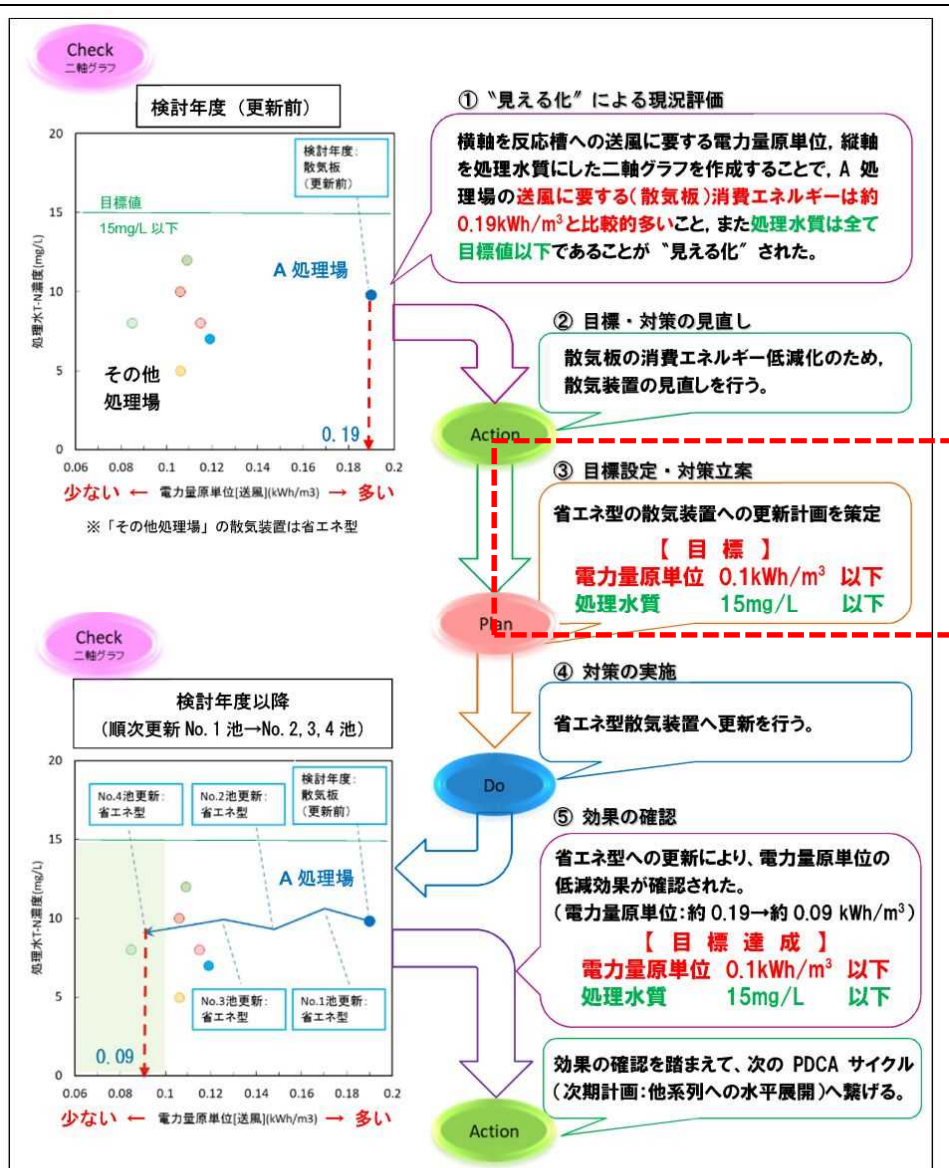 Check
二軸グラフ
検討年度（更新前）
20
15
10
5
0
処理水T-N濃度(mg/L)
検討年度：
散気板
（更新前）
目標値
15mg/L 以下
A 処理場
その他
処理場
0.19
0.06 0.08 0.1 0.12 0.14 0.16 0.18 0.2
少ない ← 電力量原単位[送風](kWh/m3) → 多い
※「その他処理場」の散気装置は省エネ型
① “見える化” による現況評価
横軸を反応槽への送風に要する電力量原単位，縦軸
を処理水質にした二軸グラフを作成することで，A 処
理場の送風に要する（散気板）消費エネルギーは約
0.19kWh/m³と比較的多いこと，また処理水質は全て
目標値以下であることが “見える化” された。
② 目標・対策の見直し
散気板の消費エネルギー低減化のため，
散気装置の見直しを行う。
Action
③ 目標設定・対策立案
省エネ型の散気装置への更新計画を策定
【 目 標 】
電力量原単位 0.1kWh/m³ 以下
処理水質 15mg/L 以下
Plan
④ 対策の実施
省エネ型散気装置へ更新を行う。
Do
Check
二軸グラフ
検討年度以降
（順次更新 No. 1 池→No. 2, 3, 4 池）
20
15
10
5
0
処理水T-N濃度(mg/L)
No.4池更新：
省エネ型
No.2池更新：
省エネ型
検討年度：
散気板
（更新前）
A 処理場
No.3池更新：
省エネ型
No.1池更新：
省エネ型
0.09
0.06 0.08 0.1 0.12 0.14 0.16 0.18 0.2
少ない ← 電力量原単位[送風](kWh/m3) → 多い
⑤ 効果の確認
省エネ型への更新により、電力量原単位の
低減効果が確認された。
（電力量原単位：約 0.19→約 0.09 kWh/m³）
【 目 標 達 成 】
電力量原単位 0.1kWh/m³ 以下
処理水質 15mg/L 以下
効果の確認を踏まえて、次の PDCA サイクル
（次期計画：他系列への水平展開）へ繋げる。
Action